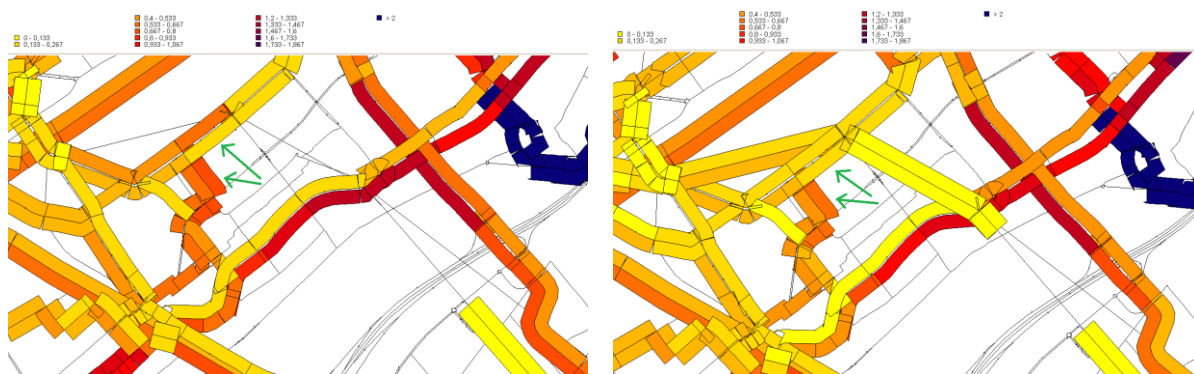 0 - 0,133
0,133 - 0,267
0,4 - 0,533
0,533 - 0,667
0,667 - 0,8
0,8 - 0,933
0,933 - 1,067
1,2 - 1,333
1,333 - 1,467
1,467 - 1,6
1,6 - 1,733
1,733 - 1,867
> 2
0 - 0,133
0,133 - 0,267
0,4 - 0,533
0,533 - 0,667
0,667 - 0,8
0,8 - 0,933
0,933 - 1,067
1,2 - 1,333
1,333 - 1,467
1,467 - 1,6
1,6 - 1,733
1,733 - 1,867
> 2